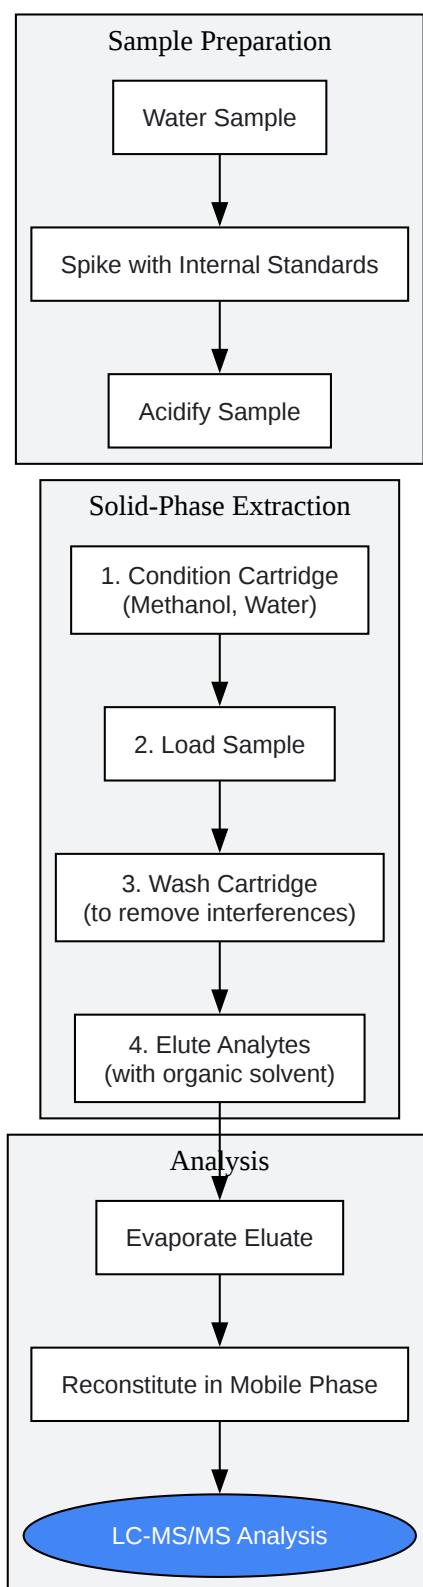 Sample Preparation
Water Sample
Spike with Internal Standards
Acidify Sample
Solid-Phase Extraction
1. Condition Cartridge
(Methanol, Water)
2. Load Sample
3. Wash Cartridge
(to remove interferences)
4. Elute Analytes
(with organic solvent)
Analysis
Evaporate Eluate
Reconstitute in Mobile Phase
LC-MS/MS Analysis